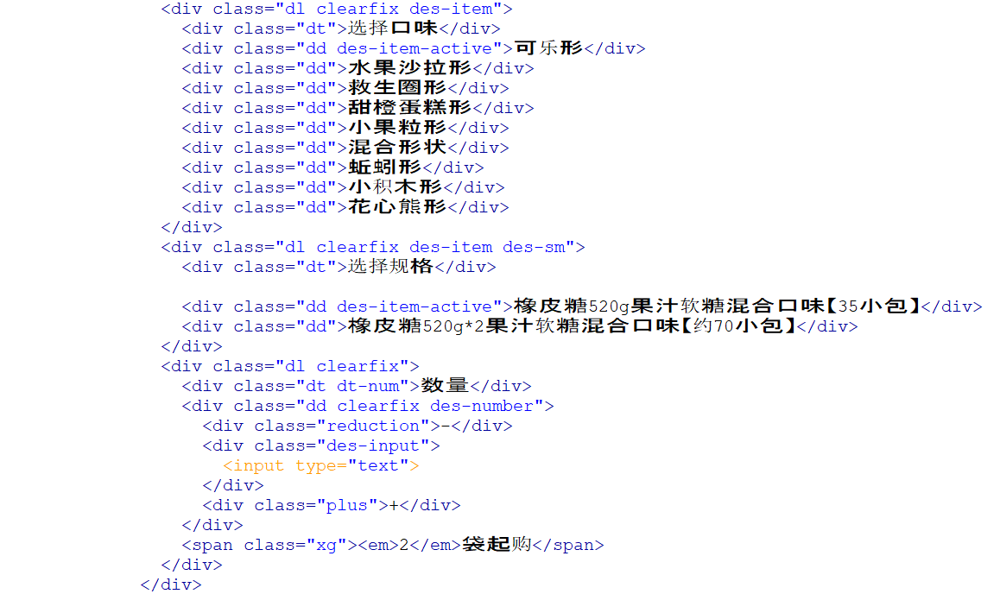 <div class="dl clearfix des-item">
<div class="dt">选择口味</div>
<div class="dd des-item-active">可乐形</div>
<div class="dd">水果沙拉形</div>
<div class="dd">救生圈形</div>
<div class="dd">甜橙蛋糕形</div>
<div class="dd">小果粒形</div>
<div class="dd">混合形状</div>
<div class="dd">蚯蚓形</div>
<div class="dd">小积木形</div>
<div class="dd">花心熊形</div>
</div>
<div class="dl clearfix des-item des-sm">
<div class="dt">选择规格</div>
<div class="dd des-item-active">橡皮糖520g果汁软糖混合口味【35小包】</div>
<div class="dd">橡皮糖520g*2果汁软糖混合口味【约70小包】</div>
</div>
<div class="dl clearfix">
<div class="dt dt-num">数量</div>
<div class="dd clearfix des-number">
<div class="reduction">-</div>
<div class="des-input">
<input type="text">
</div>
<div class="plus">+</div>
</div>
<span class="xg"><em>2</em>袋起购</span>
</div>
</div>